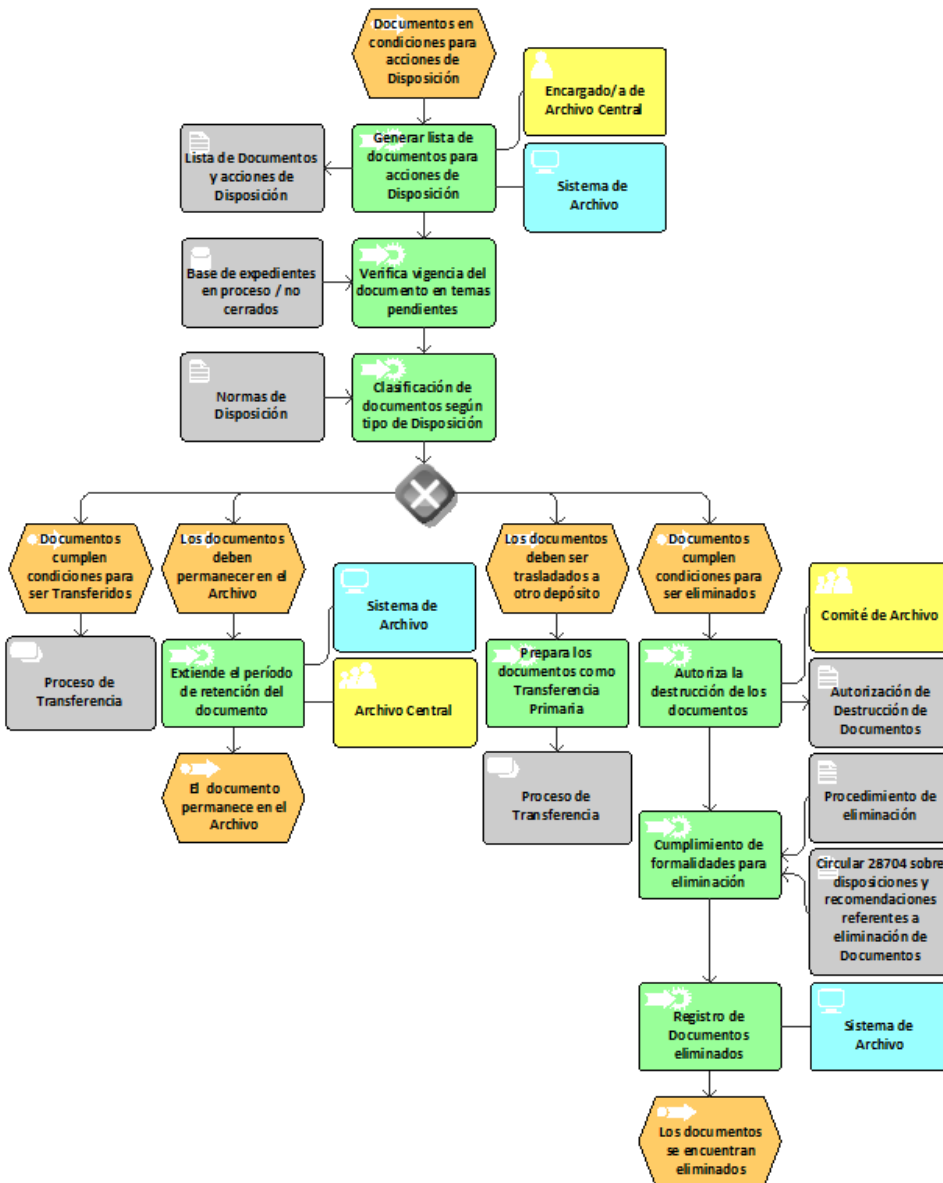 Documentos en
condiciones para
acciones de
Disposición
Encargado/a de
Archivo Central
Generar lista de
documentos para
acciones de
Disposición
Lista de Documentos
y acciones de
Disposición
Sistema de
Archivo
Base de expedientes
en proceso / no
cerrados
Verifica vigencia del
documento en temas
pendientes
Normas de
Disposición
Clasificación de
documentos según
tipo de Disposición
Documentos
cumplen
condiciones para
ser Transferidos
Los documentos
deben
permanecer en el
Archivo
Los documentos
deben ser
trasladados a
otro depósito
Documentos
cumplen
condiciones para
ser eliminados
Sistema de
Archivo
Comité de Archivo
Proceso de
Transferencia
Extiende el período
de retención del
documento
Archivo Central
Prepara los
documentos como
Transferencia
Primaria
Autoriza la
destrucción de los
documentos
Autorización de
Destrucción de
Documentos
El documento
permanece en el
Archivo
Proceso de
Transferencia
Procedimiento de
eliminación
Cumplimiento de
formalidades para
eliminación
Circular 28704 sobre
disposiciones y
recomendaciones
referentes a
eliminación de
Documentos
Registro de
Documentos
eliminados
Sistema de
Archivo
Los documentos
se encuentran
eliminados